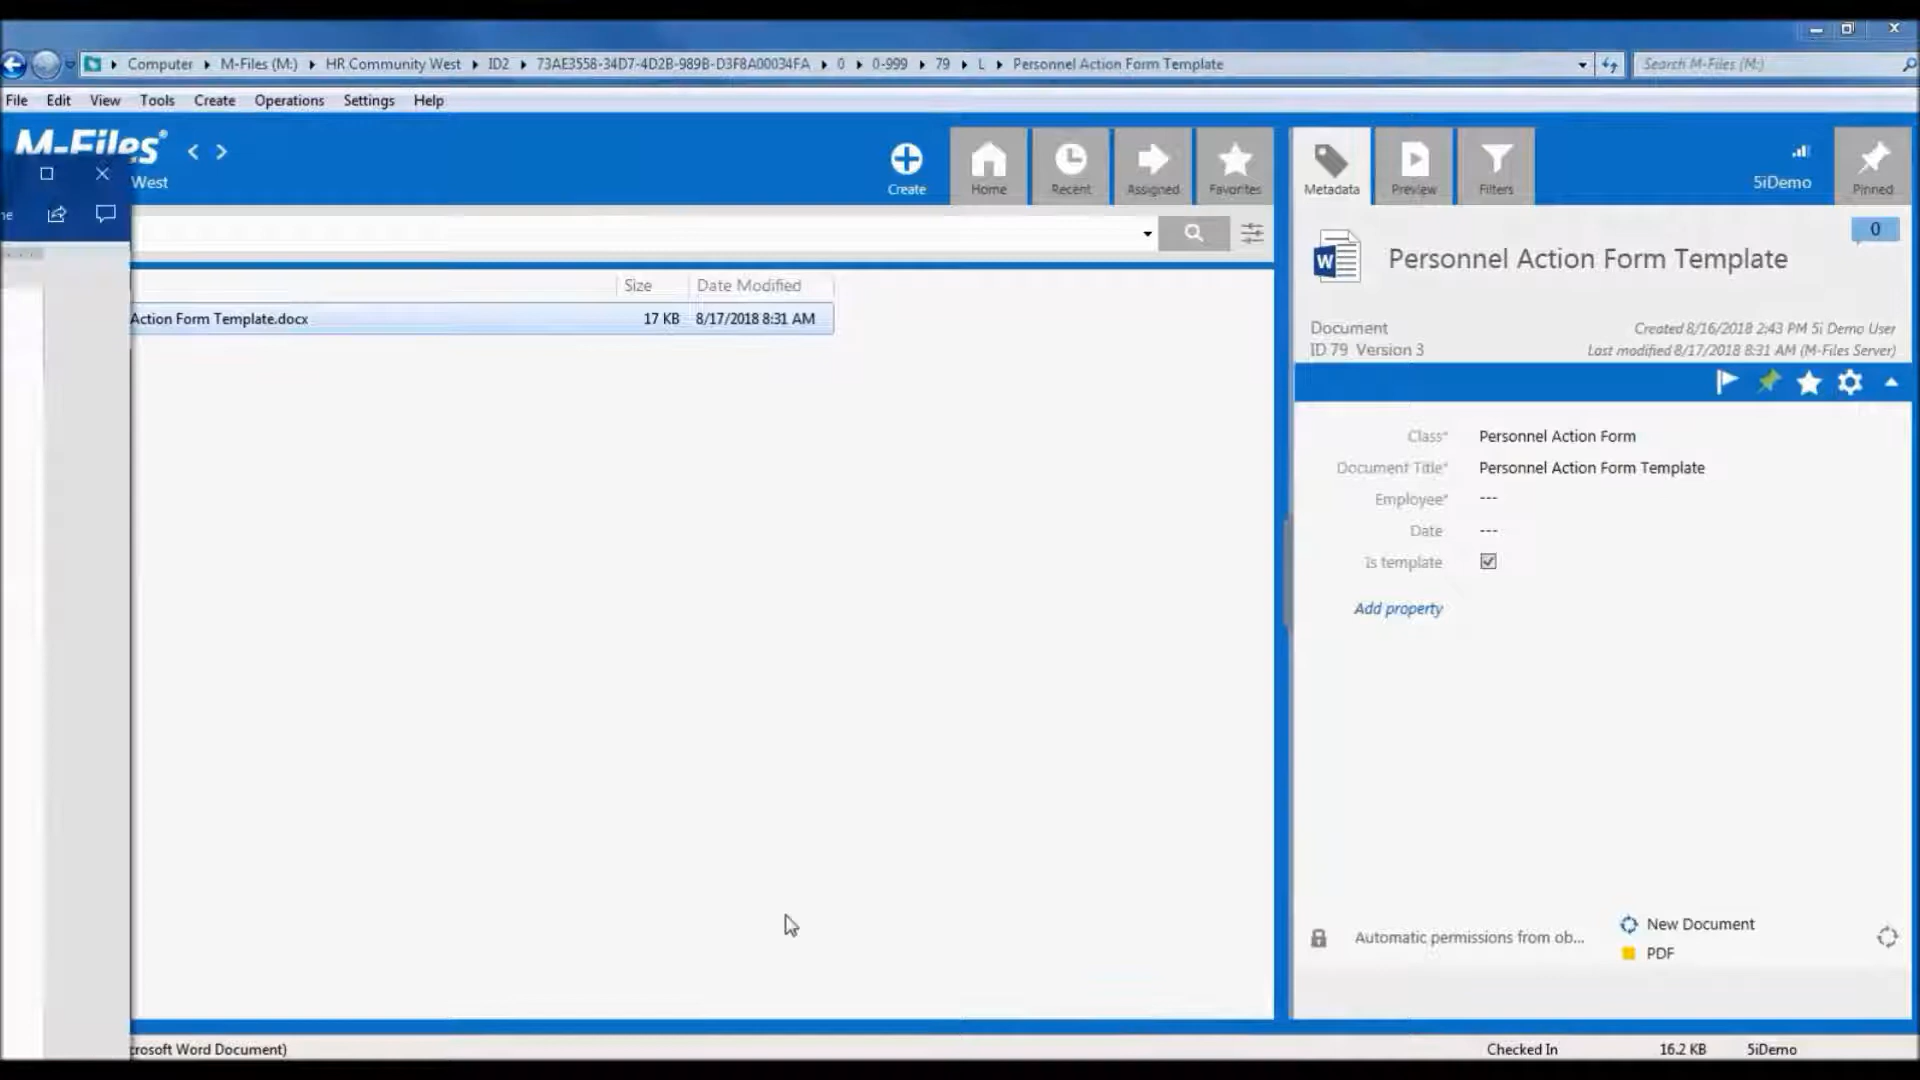 Computer M-Files (M:) HR Community West ID2 73AE3558-34D7-4D2B-989B-D3F8A00034FA 0 0-999 79 L Personnel Action Form Template Search M-Files (M:)
File Edit View Tools Create Operations Settings Help
M-Files
West
Create Home Recent Assigned Favorites Metadata Preview Filters 5iDemo Pinned
0
Personnel Action Form Template
Size Date Modified
Action Form Template.docx 17 KB 8/17/2018 8:31 AM
Document Created 8/16/2018 2:43 PM 5i Demo User
ID 79 Version 3 Last modified 8/17/2018 8:31 AM (M-Files Server)
Class* Personnel Action Form
Document Title* Personnel Action Form Template
Employee* ---
Date ---
Is template
Add property
Automatic permissions from ob...
New Document
PDF
crosoft Word Document) Checked In 16.2 KB 5iDemo